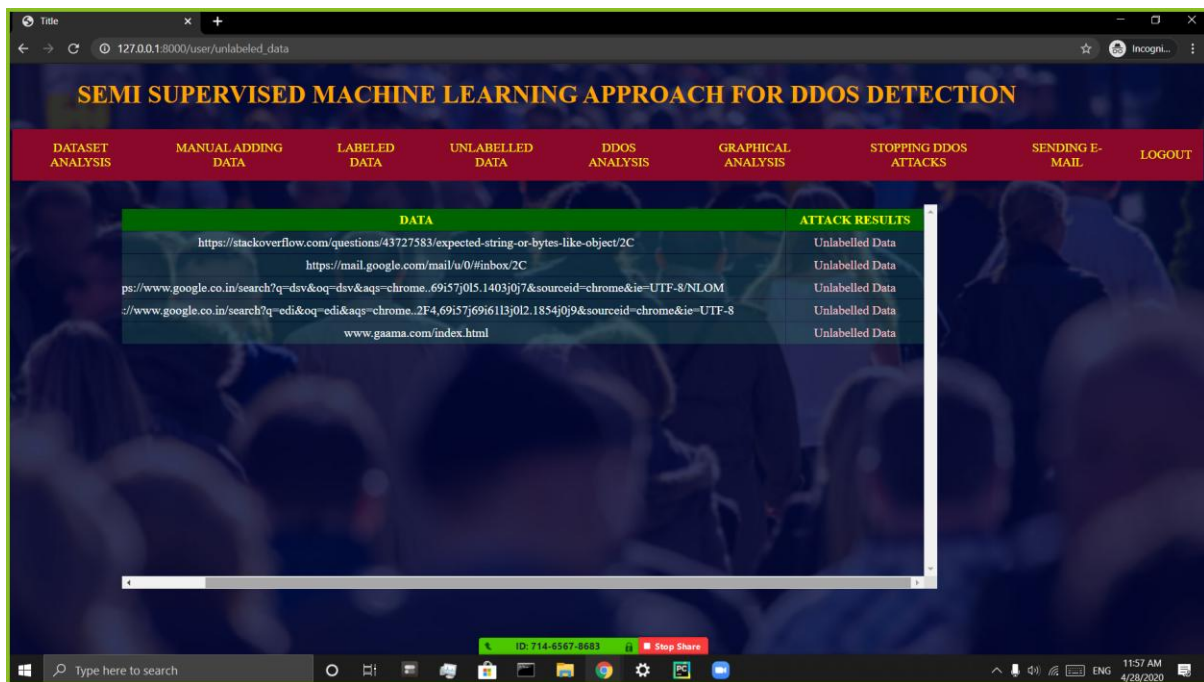 Title
127.0.0.1:8000/user/unlabeled_data
Incogni...
SEMI SUPERVISED MACHINE LEARNING APPROACH FOR DDOS DETECTION
DATASET ANALYSIS
MANUAL ADDING DATA
LABELED DATA
UNLABELLED DATA
DDOS ANALYSIS
GRAPHICAL ANALYSIS
STOPPING DDOS ATTACKS
SENDING E-MAIL
LOGOUT
DATA ATTACK RESULTS
https://stackoverflow.com/questions/43727583/expected-string-or-bytes-like-object/2C Unlabelled Data
https://mail.google.com/mail/u/0/#inbox/2C Unlabelled Data
ps://www.google.co.in/search?q=dsv&oq=dsv&aqs=chrome..69i57j0l5.1403j0j7&sourceid=chrome&ie=UTF-8/NLOM Unlabelled Data
://www.google.co.in/search?q=edi&oq=edi&aqs=chrome..2F4,69i57j69i61l3j0l2.1854j0j9&sourceid=chrome&ie=UTF-8 Unlabelled Data
www.gaama.com/index.html Unlabelled Data
ID: 714-6567-8683 Stop Share
Type here to search
PC
ENG
11:57 AM
4/28/2020